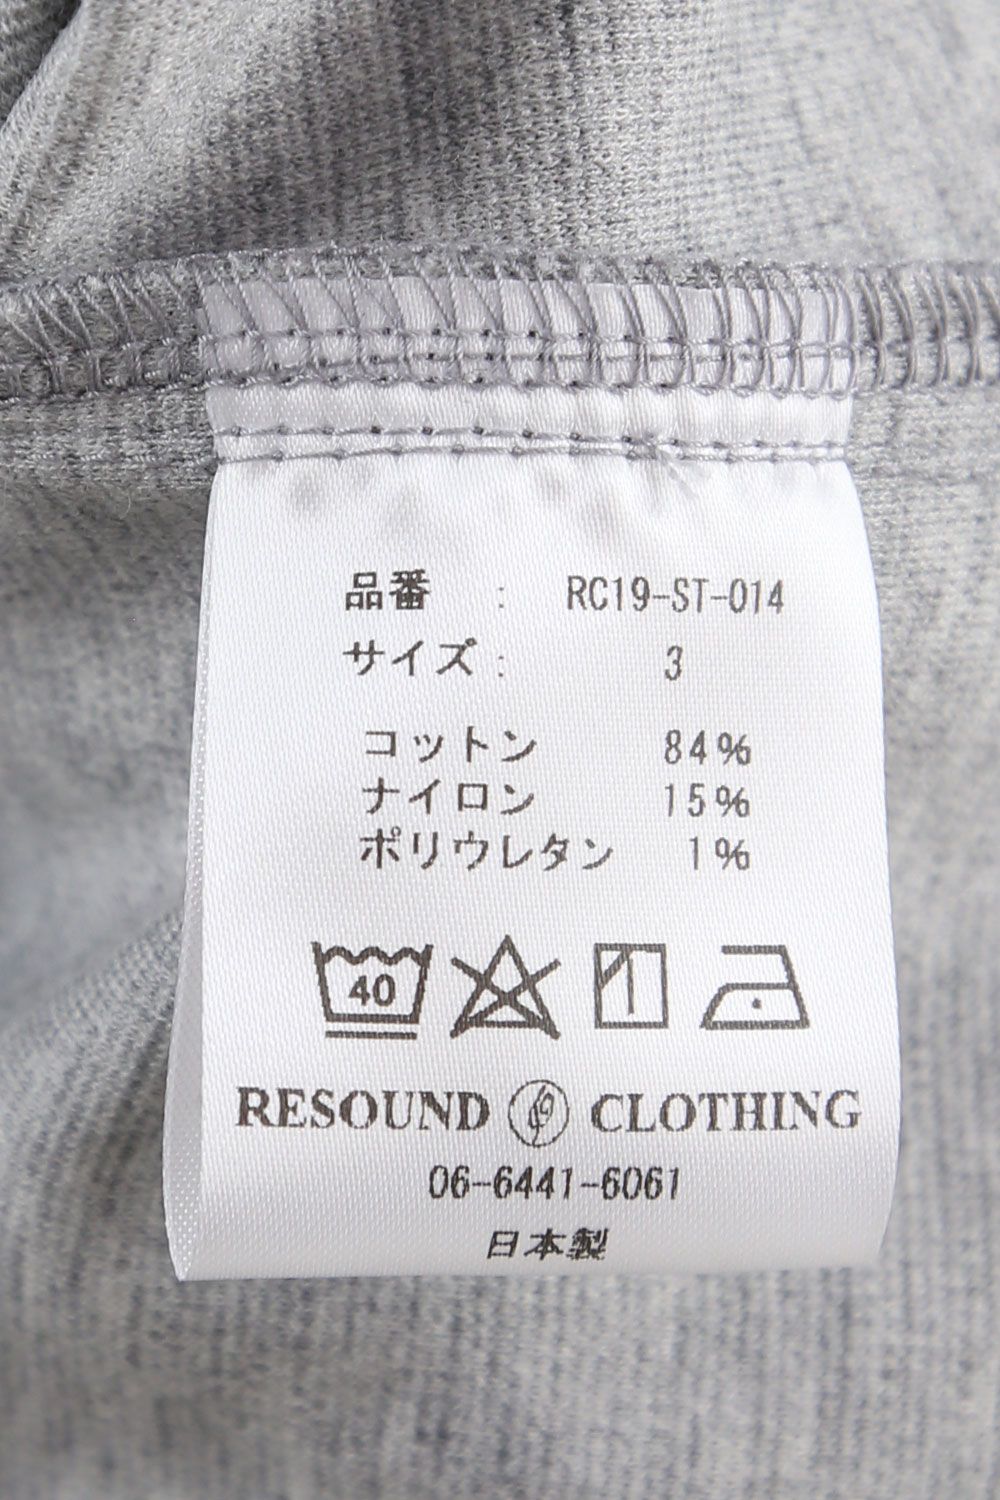 品番 : RC19-ST-014
サイズ : 3
コットン 84%
ナイロン 15%
ポリウレタン 1%
40
RESOUND CLOTHING
06-6441-6061
日本製